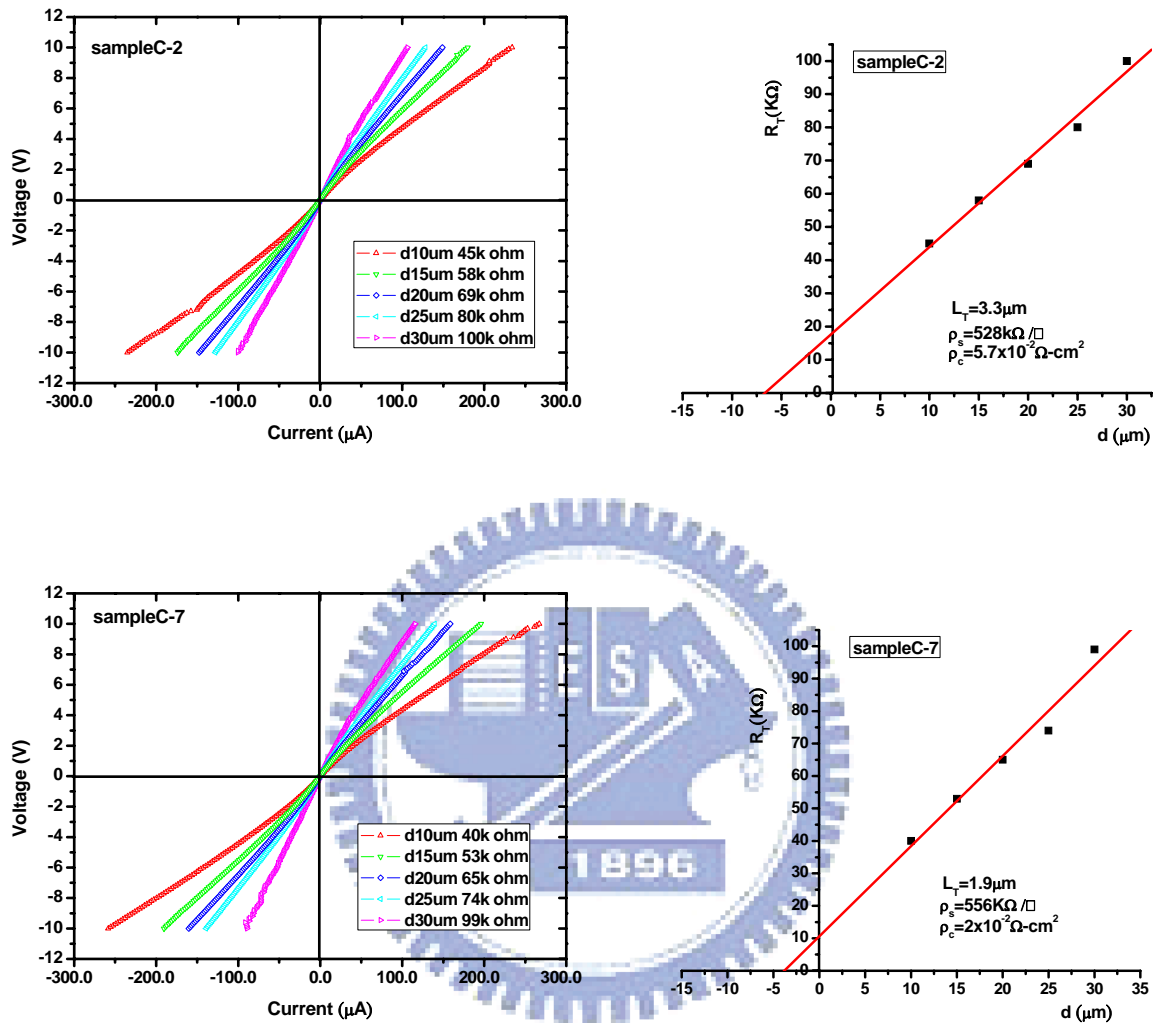 sampleC-2
12
10
8
6
4
2
0
-2
-4
-6
-8
-10
-12
Voltage (V)
-300.0 -200.0 -100.0 0.0 100.0 200.0 300.0
Current (μA)
d10um 45k ohm
d15um 58k ohm
d20um 69k ohm
d25um 80k ohm
d30um 100k ohm
sampleC-2
R_T(KΩ)
100
90
80
70
60
50
40
30
20
10
0
L_T=3.3μm
ρ_s=528kΩ/□
ρ_c=5.7x10^-2Ω-cm^2
-15 -10 -5 0 5 10 15 20 25 30
d (μm)
sampleC-7
12
10
8
6
4
2
0
-2
-4
-6
-8
-10
-12
Voltage (V)
-300.0 -200.0 -100.0 0.0 100.0 200.0 300.0
Current (μA)
d10um 40k ohm
d15um 53k ohm
d20um 65k ohm
d25um 74k ohm
d30um 99k ohm
E S A
1896
sampleC-7
R_T(KΩ)
100
90
80
70
60
50
40
30
20
10
0
L_T=1.9μm
ρ_s=556KΩ/□
ρ_c=2x10^-2Ω-cm^2
-15 -10 -5 0 5 10 15 20 25 30 35
d (μm)